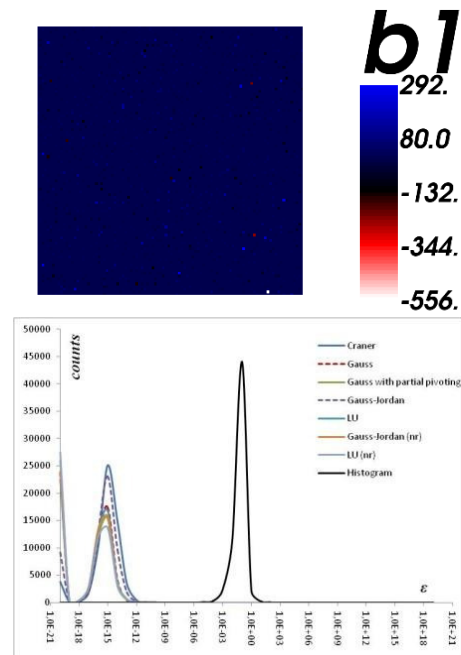 b1
292.
80.0
-132.
-344.
-556.
50000
45000
40000
35000
30000
25000
20000
15000
10000
5000
0
counts
Craner
Gauss
Gauss with partial pivoting
Gauss-Jordan
LU
Gauss-Jordan (nr)
LU (nr)
Histogram
ε
1.0E-21
1.0E-18
1.0E-15
1.0E-12
1.0E-09
1.0E-06
1.0E-03
1.0E+00
1.0E+03
1.0E+06
1.0E+09
1.0E+12
1.0E+15
1.0E+18
1.0E+21